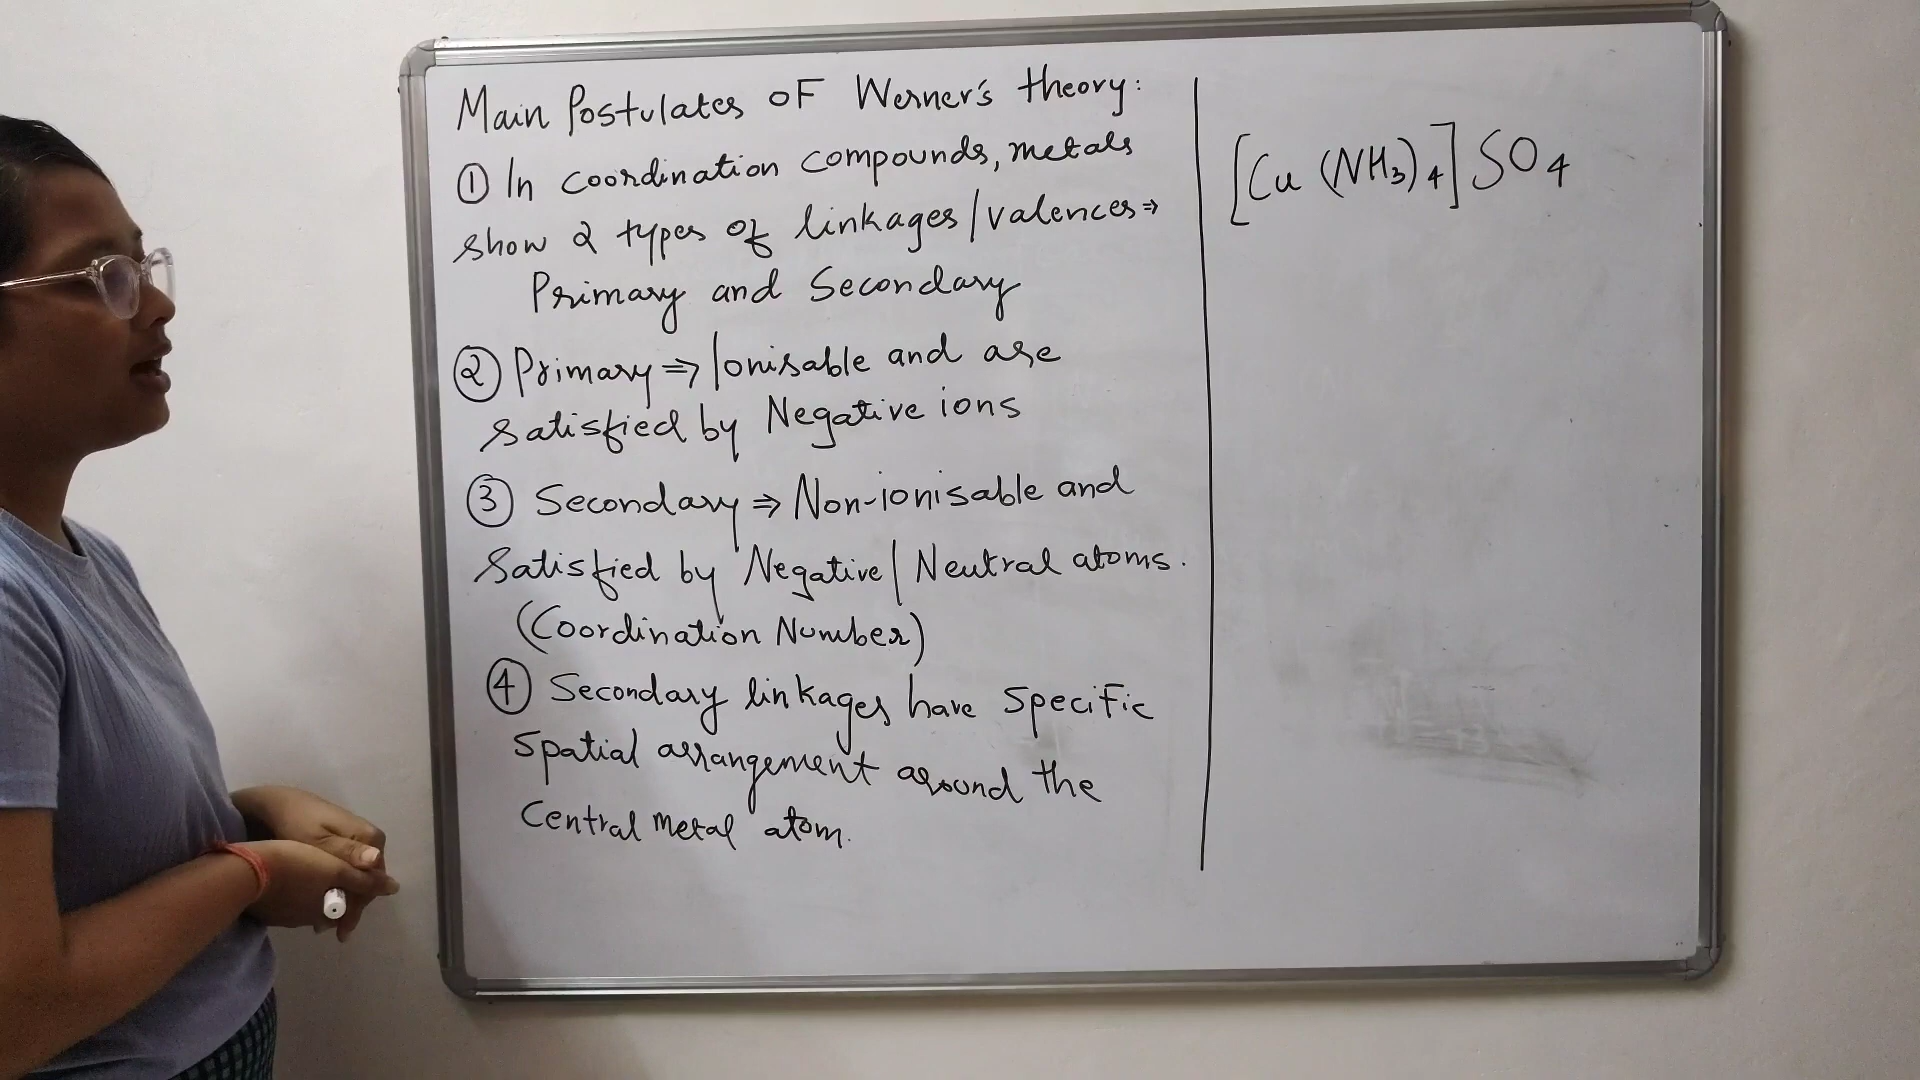 Main Postulates oF Werner's theory:
① In coordination compounds, metals
show 2 types of linkages/valences⇒
Primary and Secondary
② Primary ⇒ Ionisable and are
satisfied by Negative ions
③ Secondary ⇒ Non-ionisable and
Satisfied by Negative/Neutral atoms.
(Coordination Number)
④ Secondary linkages have specific
spatial arrangement around the
Central metal atom.
[Cu (NH₃)₄] SO₄